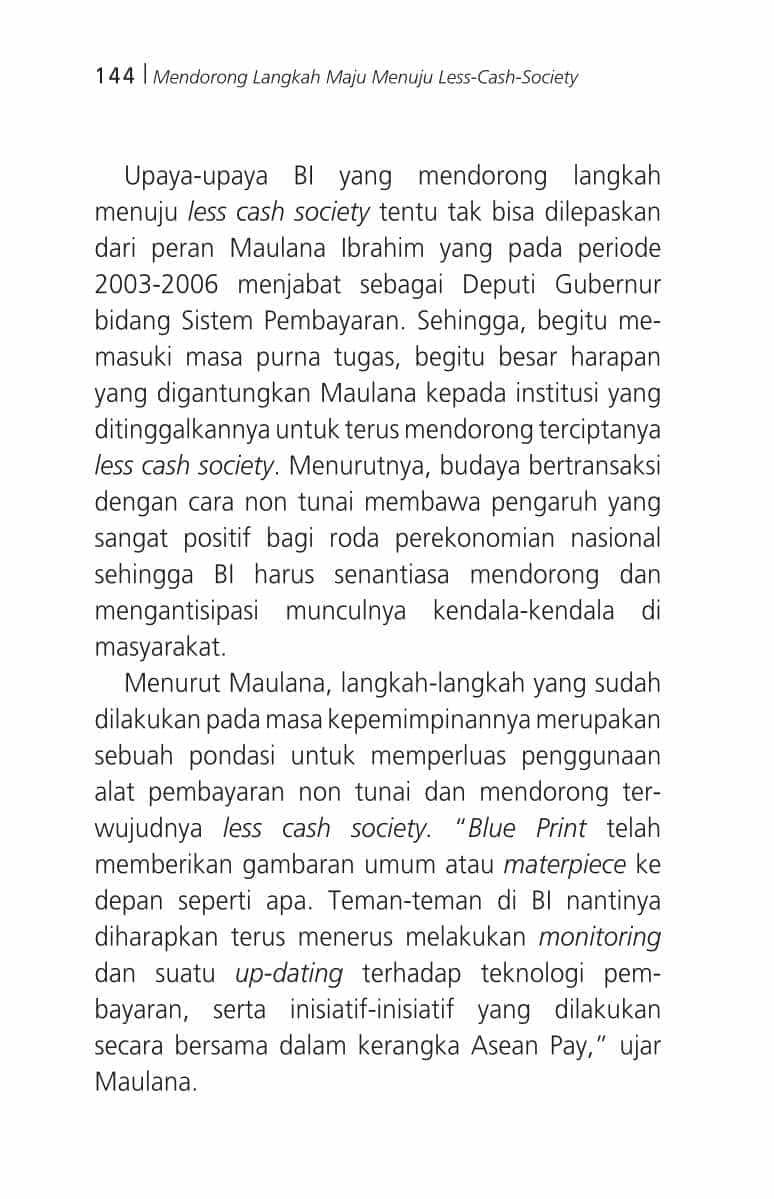 144 | Mendorong Langkah Maju Menuju Less-Cash-Society
Upaya-upaya BI yang mendorong langkah
menuju less cash society tentu tak bisa dilepaskan
dari peran Maulana Ibrahim yang pada periode
2003-2006 menjabat sebagai Deputi Gubernur
bidang Sistem Pembayaran. Sehingga, begitu me-
masuki masa purna tugas, begitu besar harapan
yang digantungkan Maulana kepada institusi yang
ditinggalkannya untuk terus mendorong terciptanya
less cash society. Menurutnya, budaya bertransaksi
dengan cara non tunai membawa pengaruh yang
sangat positif bagi roda perekonomian nasional
sehingga BI harus senantiasa mendorong dan
mengantisipasi munculnya kendala-kendala di
masyarakat.
Menurut Maulana, langkah-langkah yang sudah
dilakukan pada masa kepemimpinannya merupakan
sebuah pondasi untuk memperluas penggunaan
alat pembayaran non tunai dan mendorong ter-
wujudnya less cash society. “Blue Print telah
memberikan gambaran umum atau materpiece ke
depan seperti apa. Teman-teman di BI nantinya
diharapkan terus menerus melakukan monitoring
dan suatu up-dating terhadap teknologi pem-
bayaran, serta inisiatif-inisiatif yang dilakukan
secara bersama dalam kerangka Asean Pay,” ujar
Maulana.